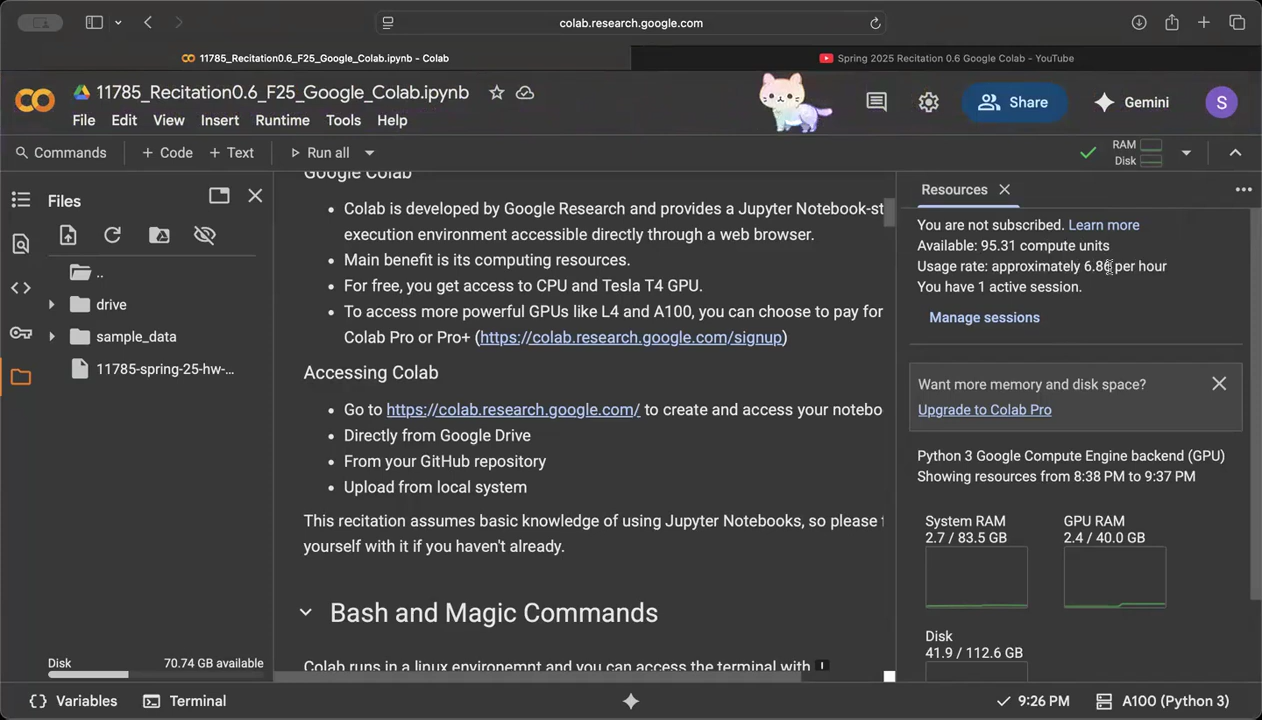 colab.research.google.com
11785_Recitation0.6_F25_Google_Colab.ipynb - Colab
Spring 2025 Recitation 0.6 Google Colab - YouTube
11785_Recitation0.6_F25_Google_Colab.ipynb
Share
Gemini
S
File Edit View Insert Runtime Tools Help
Commands
+ Code + Text
Run all
RAM
Disk
Files
..
drive
sample_data
11785-spring-25-hw-...
Disk 70.74 GB available
Google Colab
Colab is developed by Google Research and provides a Jupyter Notebook-st
execution environment accessible directly through a web browser.
Main benefit is its computing resources.
For free, you get access to CPU and Tesla T4 GPU.
To access more powerful GPUs like L4 and A100, you can choose to pay for
Colab Pro or Pro+ (https://colab.research.google.com/signup)
Accessing Colab
Go to https://colab.research.google.com/ to create and access your notebo
Directly from Google Drive
From your GitHub repository
Upload from local system
This recitation assumes basic knowledge of using Jupyter Notebooks, so please f
yourself with it if you haven't already.
Bash and Magic Commands
Colab runs in a linux environemnt and you can access the terminal with !
Resources
You are not subscribed. Learn more
Available: 95.31 compute units
Usage rate: approximately 6.86 per hour
You have 1 active session.
Manage sessions
Want more memory and disk space?
Upgrade to Colab Pro
Python 3 Google Compute Engine backend (GPU)
Showing resources from 8:38 PM to 9:37 PM
System RAM
2.7 / 83.5 GB
GPU RAM
2.4 / 40.0 GB
Disk
41.9 / 112.6 GB
Variables
Terminal
9:26 PM
A100 (Python 3)